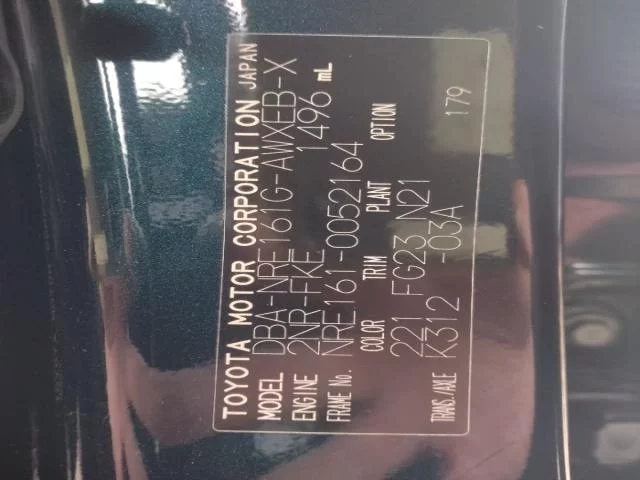 TOYOTA MOTOR CORPORATION JAPAN
MODEL DBA-NRE161G-AWXEB-X
ENGINE 2NR-FKE 1496 mL
FRAME No. NRE161-0052164
COLOR TRIM PLANT OPTION
221 FG23 N21 179
TRANS./AXLE K312 -03A